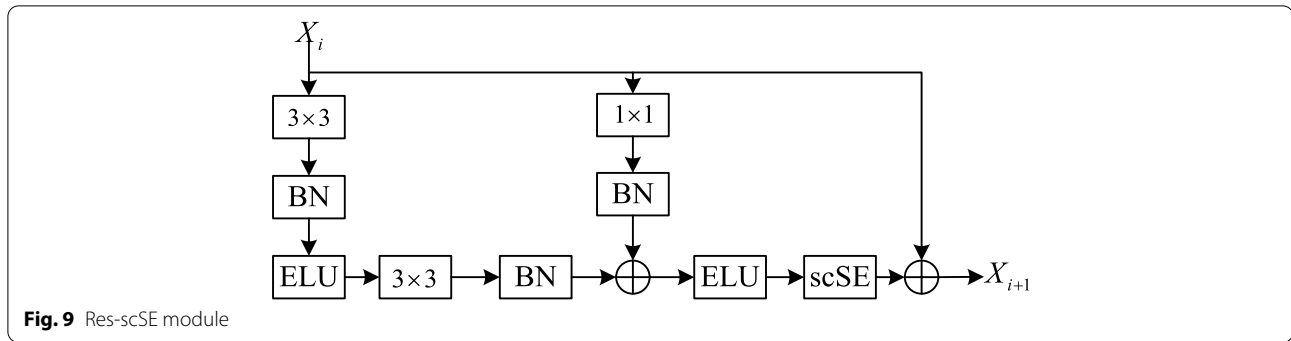 X_i
3×3
1×1
BN
BN
ELU
3×3
BN
ELU
scSE
X_{i+1}
Fig. 9 Res-scSE module